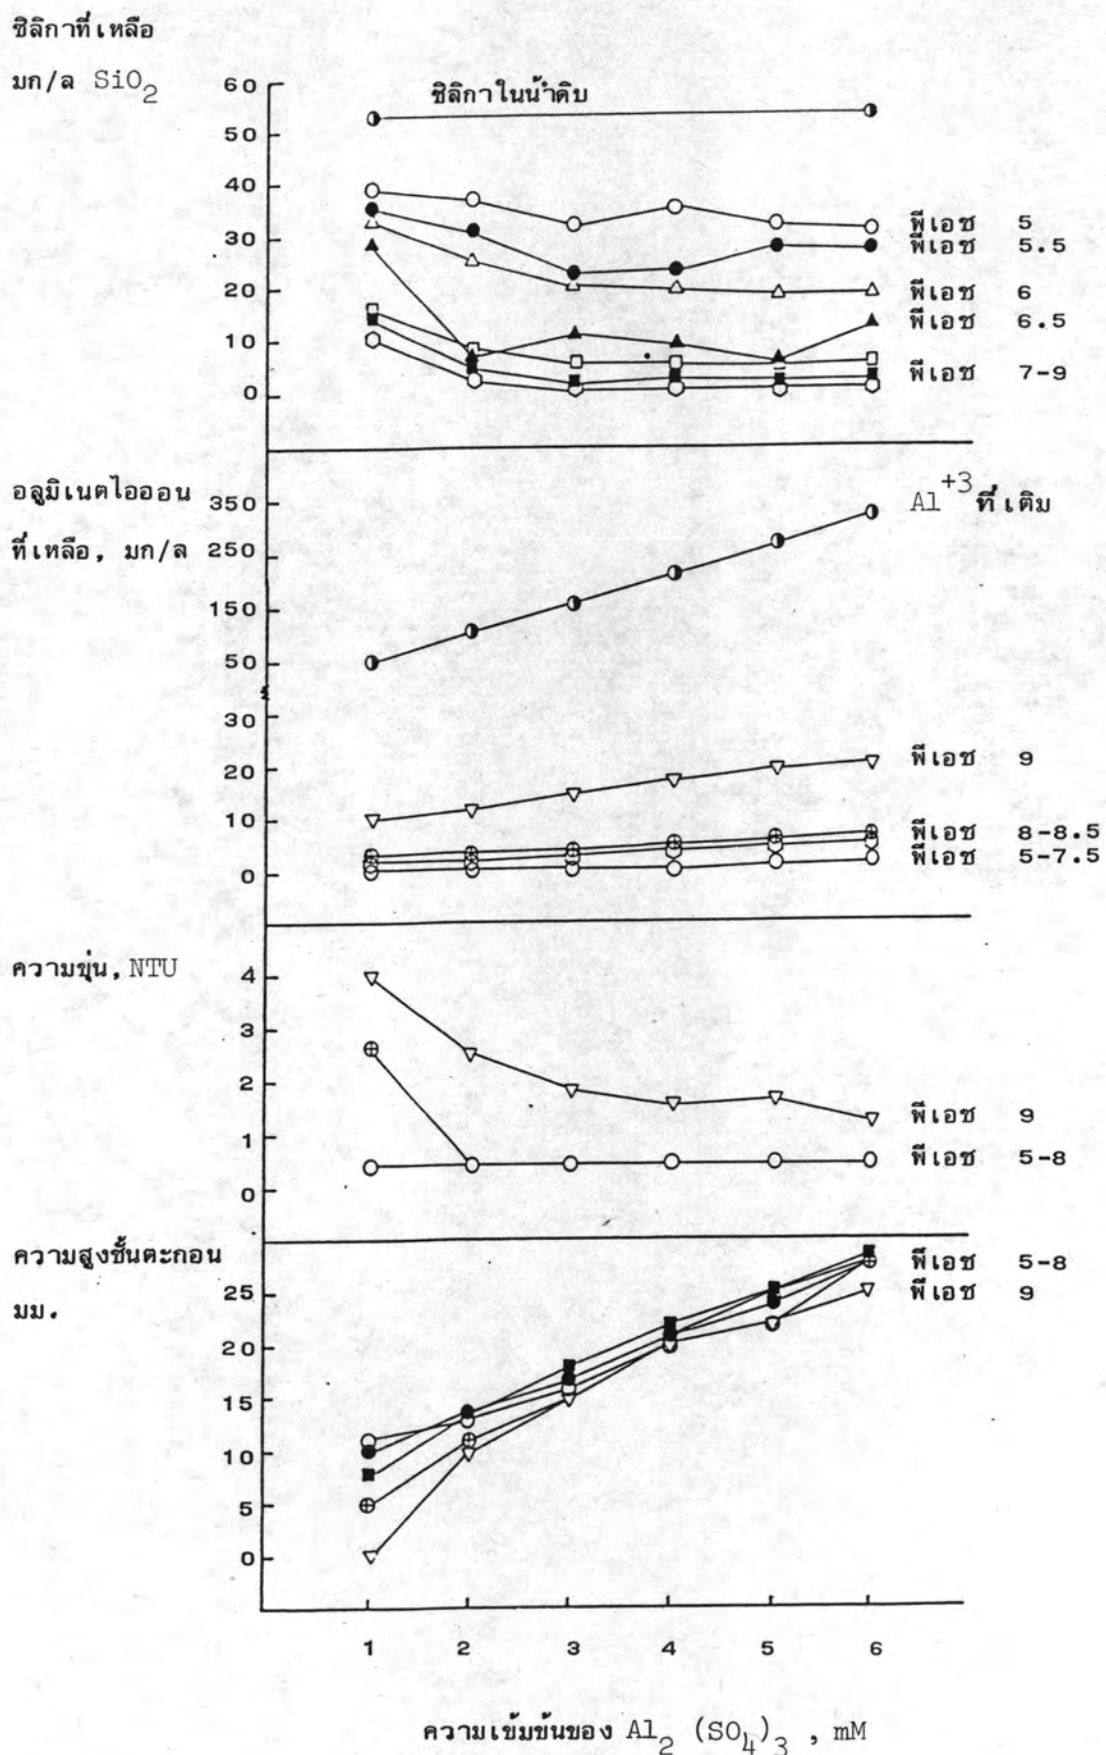 ซิลิกาที่เหลือ
มก/ล SiO2
60
ซิลิกาในน้ำดิบ
50
40
30
20
10
0
พีเอช 5
พีเอช 5.5
พีเอช 6
พีเอช 6.5
พีเอช 7-9
อลูมิเนตไอออน
ที่เหลือ, มก/ล
350
250
150
50
30
20
10
0
Al+3 ที่เติม
พีเอช 9
พีเอช 8-8.5
พีเอช 5-7.5
ความขุ่น, NTU
4
3
2
1
0
พีเอช 9
พีเอช 5-8
ความสูงชั้นตะกอน
มม.
25
20
15
10
5
0
พีเอช 5-8
พีเอช 9
1 2 3 4 5 6
ความเข้มข้นของ Al2 (SO4)3 , mM